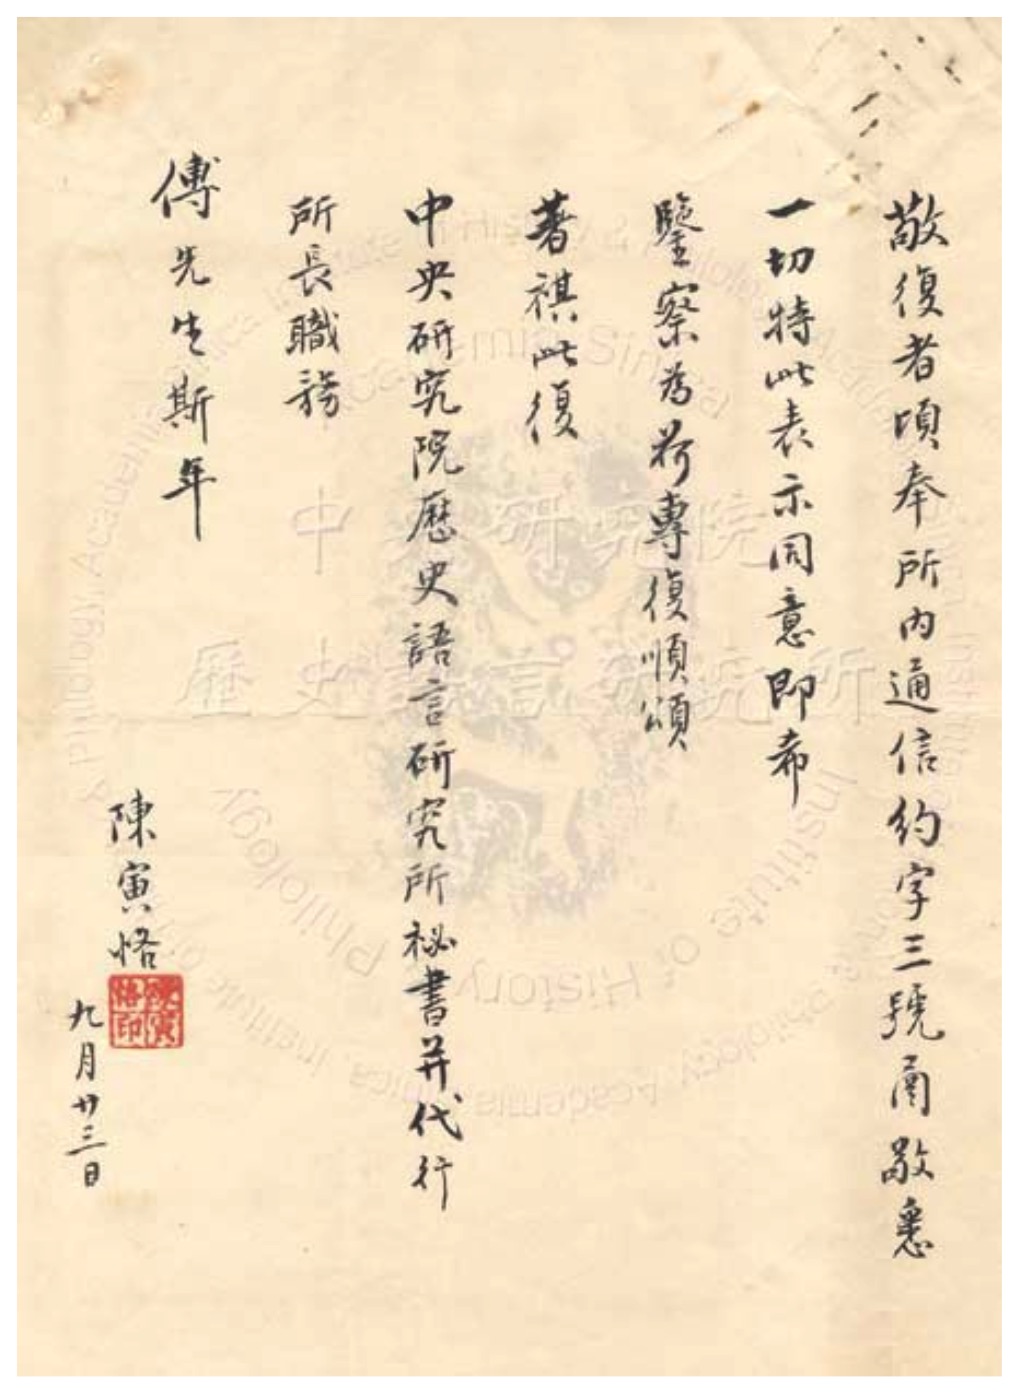 敬復者頃奉所內通信約字三號函敬悉
一切特此表示同意即希
鑒察為荷專復順頌
著祺此復
中央研究院歷史語言研究所秘書并代行
所長職務
傅先生斯年
陳寅恪
陳寅恪印
九月廿三日
中央研究院
歷史語言研究所
Institute of History & Philology Academia Sinica